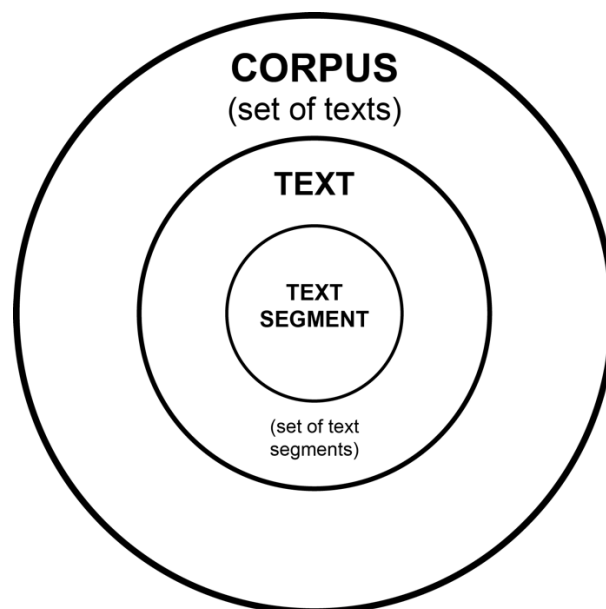 CORPUS
(set of texts)
TEXT
TEXT
SEGMENT
(set of text
segments)